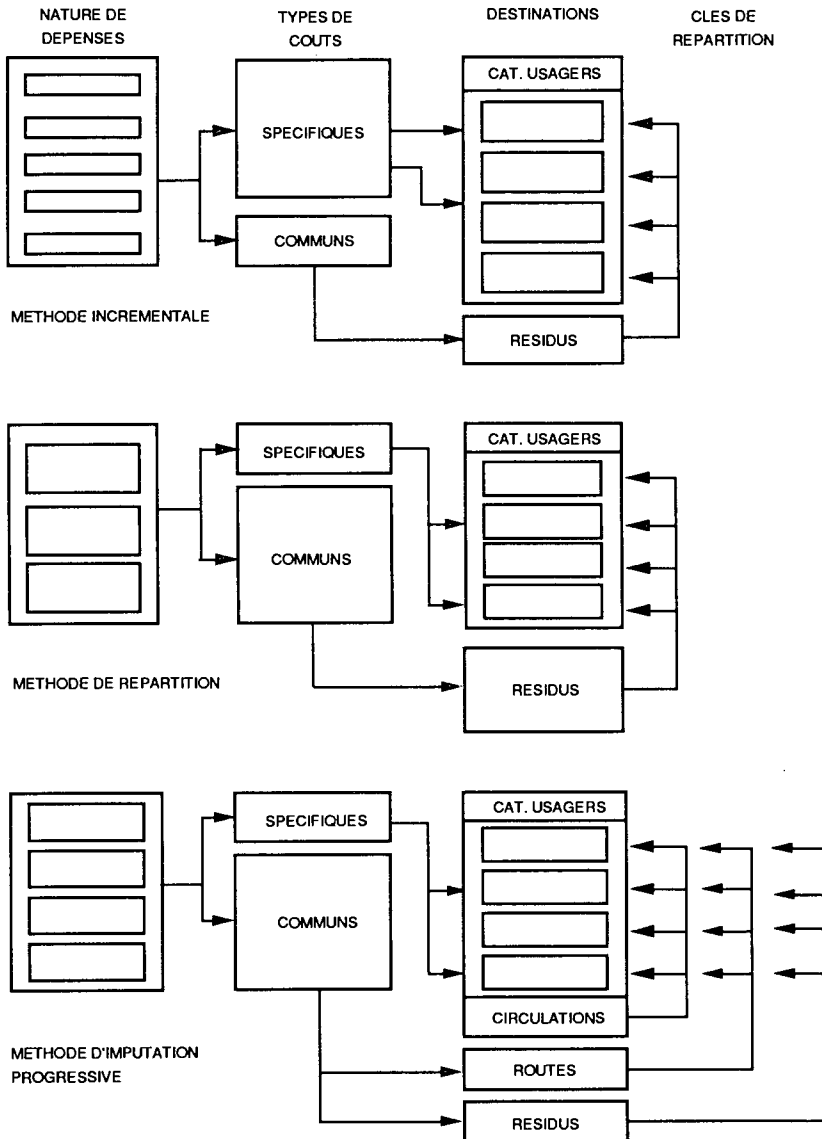 NATURE DE
DEPENSES
TYPES DE
COUTS
DESTINATIONS
CLES DE
REPARTITION
CAT. USAGERS
SPECIFIQUES
COMMUNS
METHODE INCREMENTALE
RESIDUS
CAT. USAGERS
SPECIFIQUES
COMMUNS
METHODE DE REPARTITION
RESIDUS
CAT. USAGERS
SPECIFIQUES
COMMUNS
CIRCULATIONS
METHODE D'IMPUTATION
PROGRESSIVE
ROUTES
RESIDUS